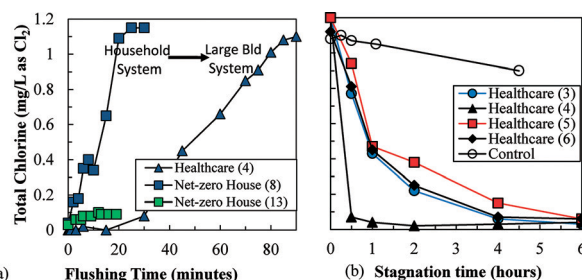 Total Chlorine (mg/L as Cl2)
1.2
1
0.8
0.6
0.4
0.2
0
Household
System
Large Bld
System
Healthcare (4)
Net-zero House (8)
Net-zero House (13)
0 20 40 60 80
Flushing Time (minutes)
Healthcare (3)
Healthcare (4)
Healthcare (5)
Healthcare (6)
Control
0 1 2 3 4 5 6
(b) Stagnation time (hours)